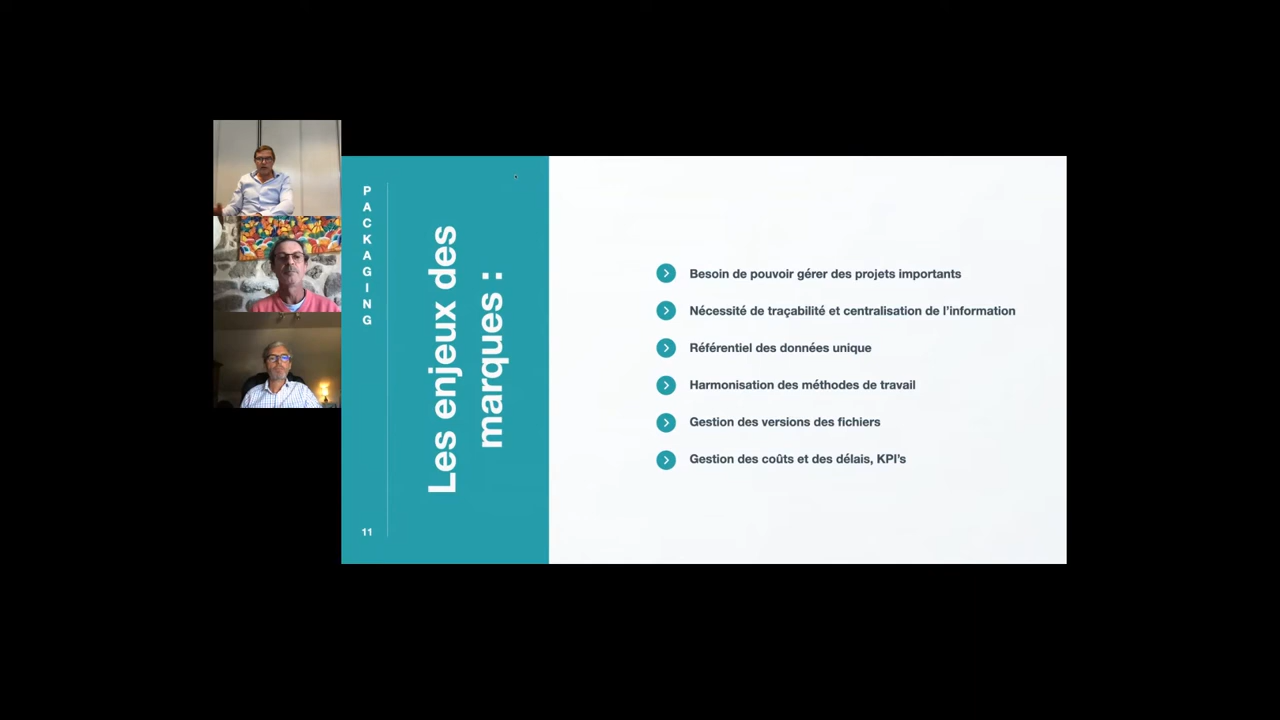 PACKAGING
Les enjeux des
marques :
Besoin de pouvoir gérer des projets importants
Nécessité de traçabilité et centralisation de l'information
Référentiel des données unique
Harmonisation des méthodes de travail
Gestion des versions des fichiers
Gestion des coûts et des délais, KPI's
11